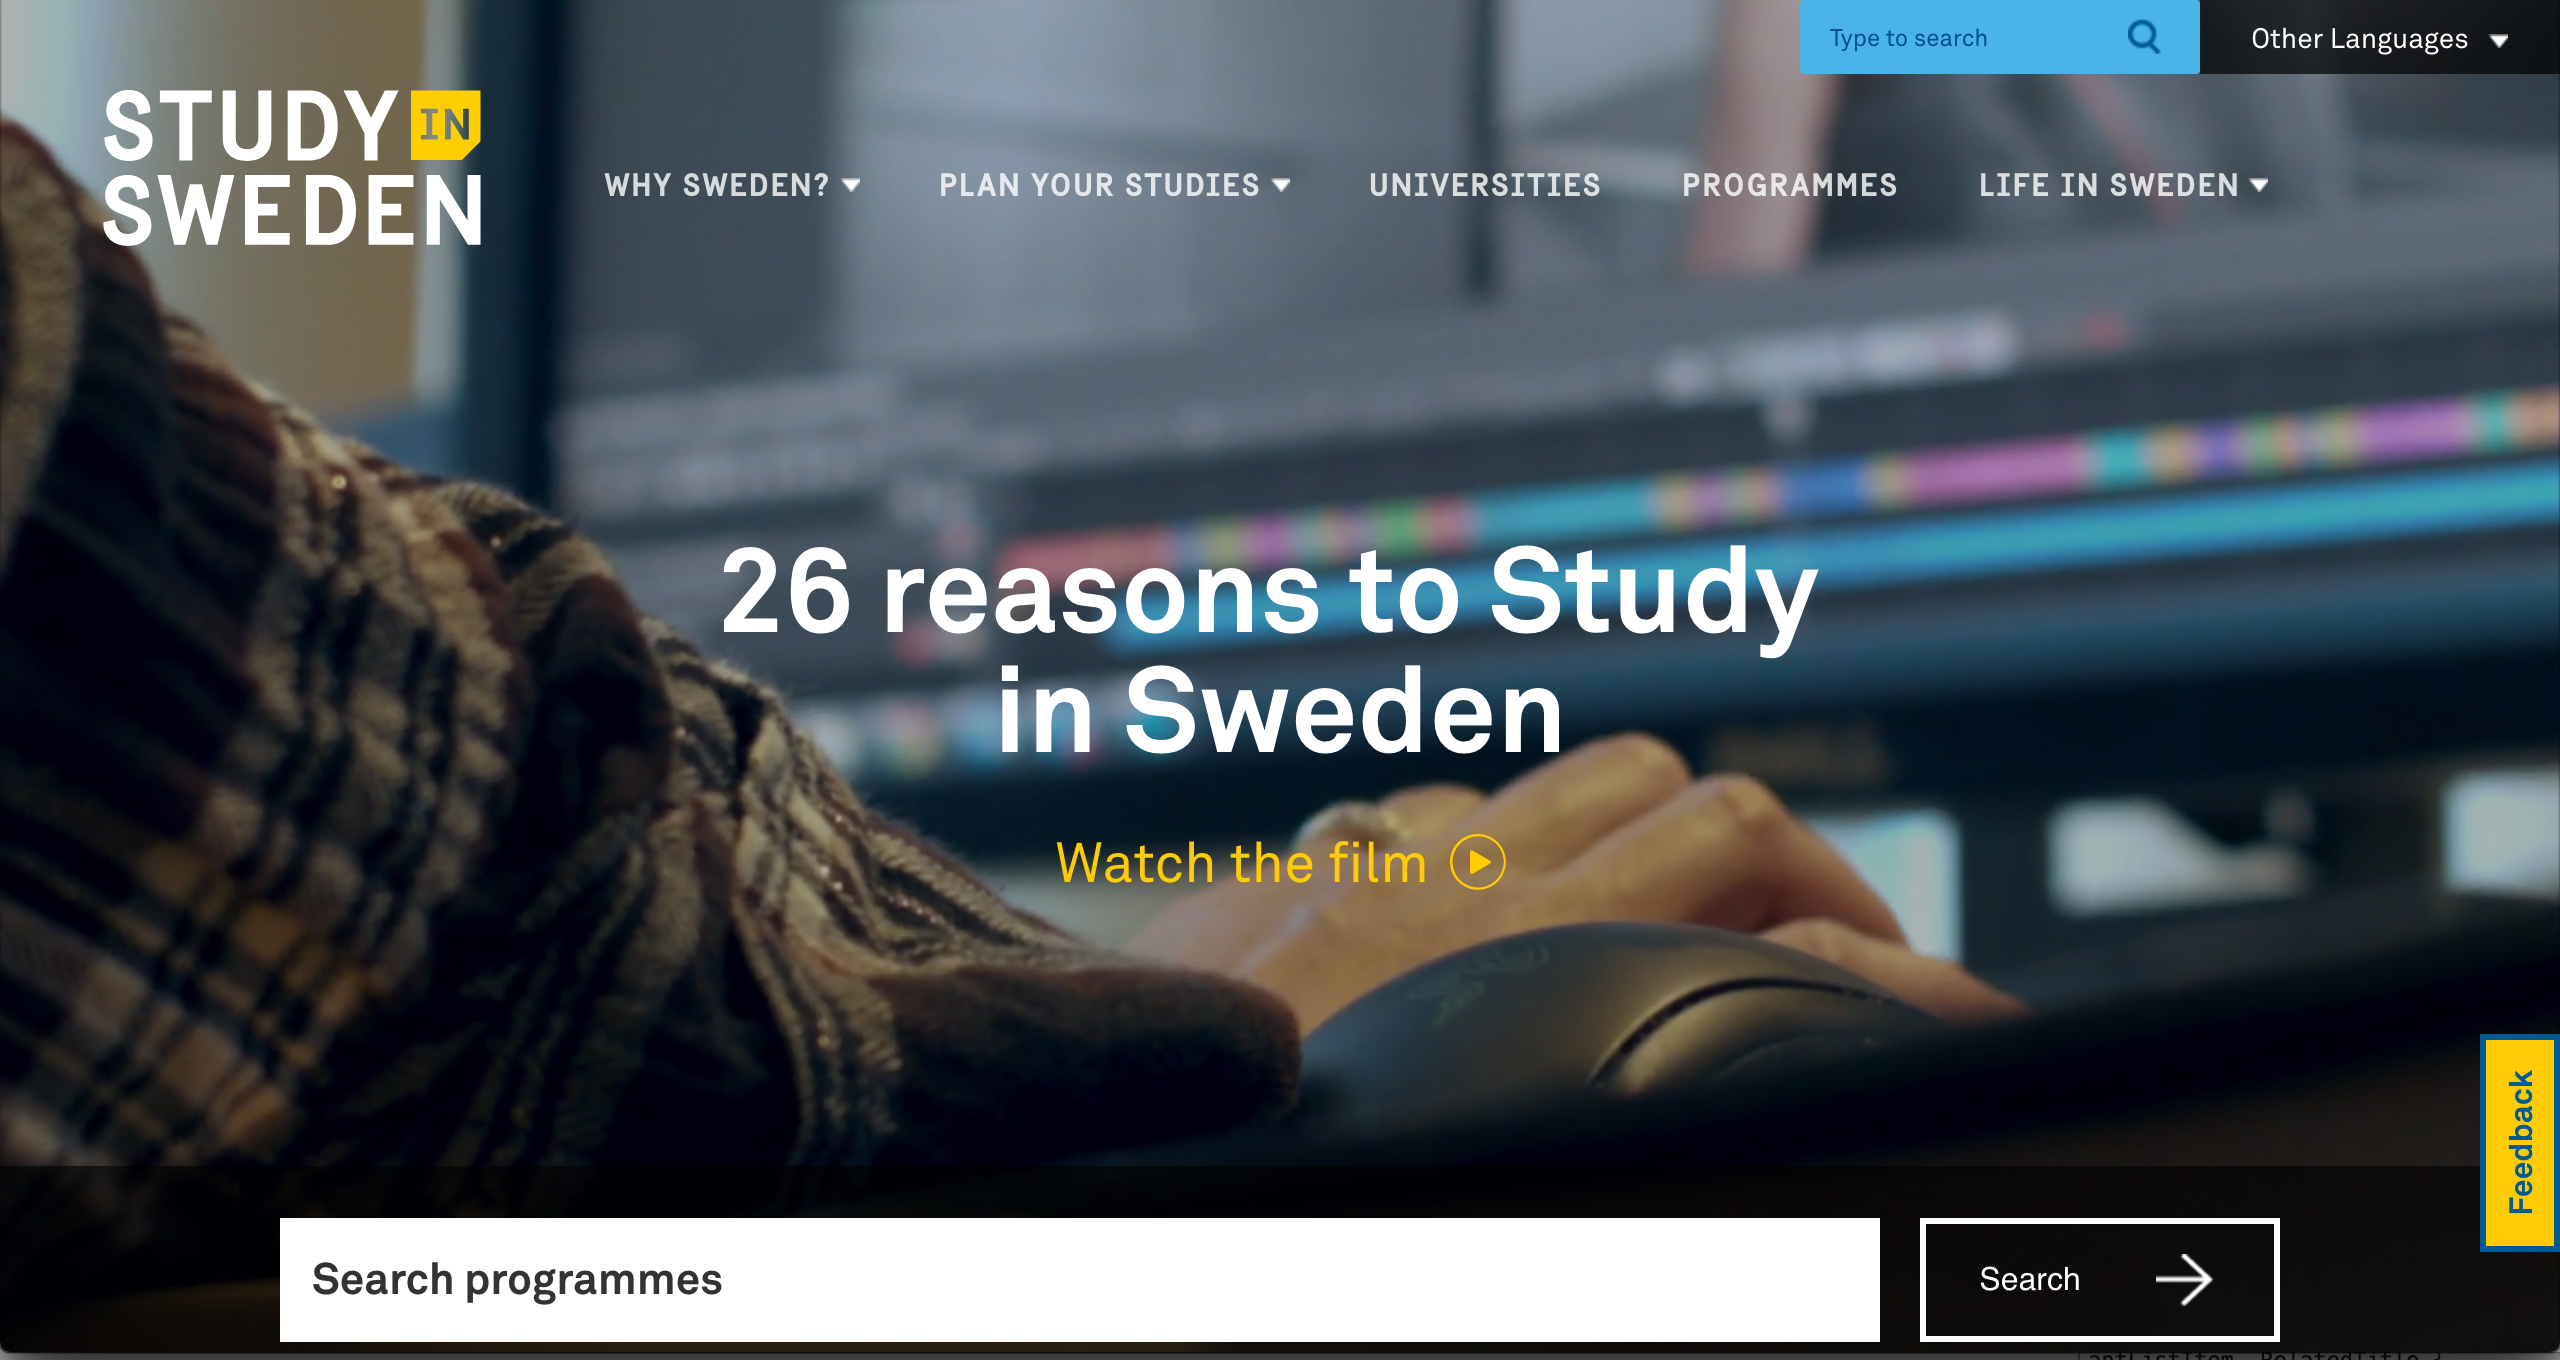 Type to search
Other Languages
STUDY IN
SWEDEN
WHY SWEDEN?
PLAN YOUR STUDIES
UNIVERSITIES
PROGRAMMES
LIFE IN SWEDEN
26 reasons to Study
in Sweden
Watch the film
Feedback
Search programmes
Search